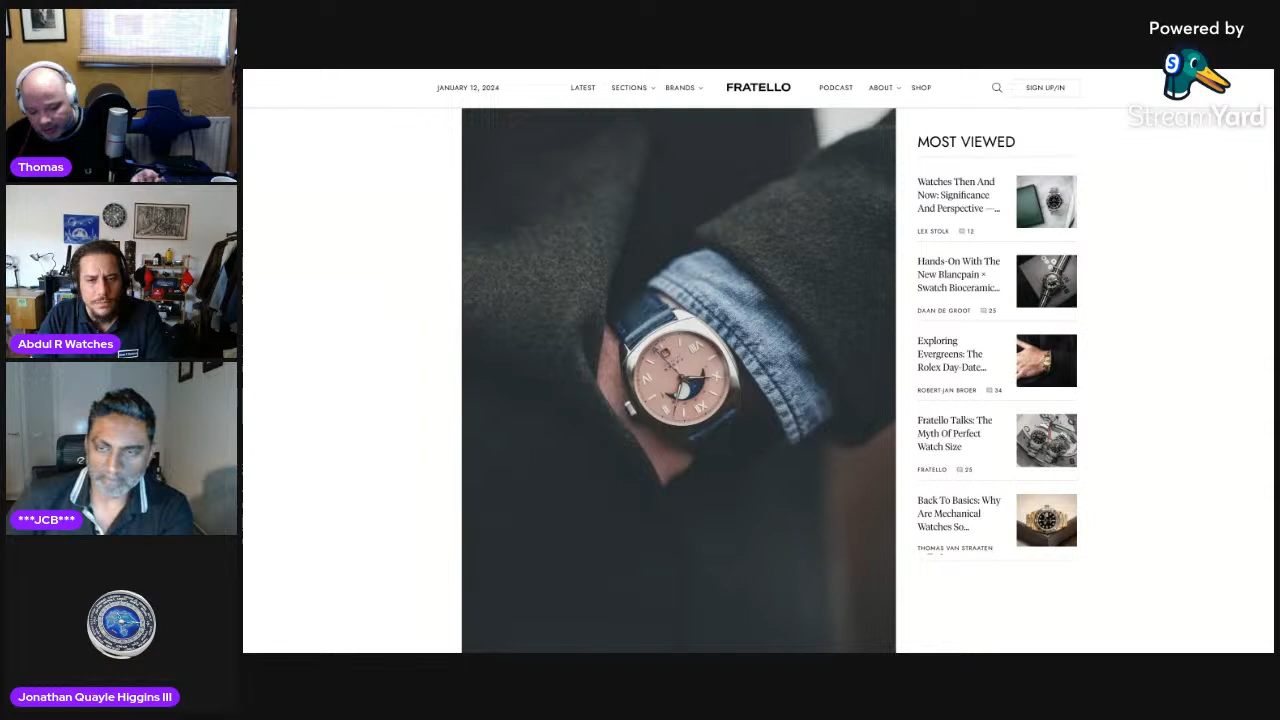 Powered by
StreamYard
JANUARY 12, 2024
LATEST
SECTIONS
BRANDS
FRATELLO
PODCAST
ABOUT
SHOP
SIGN UP/IN
MOST VIEWED
Watches Then And
Now: Significance
And Perspective —...
LEX STOLK 12
Hands-On With The
New Blancpain ×
Swatch Bioceramic...
DAAN DE GROOT 25
Exploring
Evergreens: The
Rolex Day-Date...
ROBERT-JAN BROER 34
Fratello Talks: The
Myth Of Perfect
Watch Size
FRATELLO 25
Back To Basics: Why
Are Mechanical
Watches So...
THOMAS VAN STRAATEN
Thomas
Abdul R Watches
***JCB***
Jonathan Quayle Higgins III